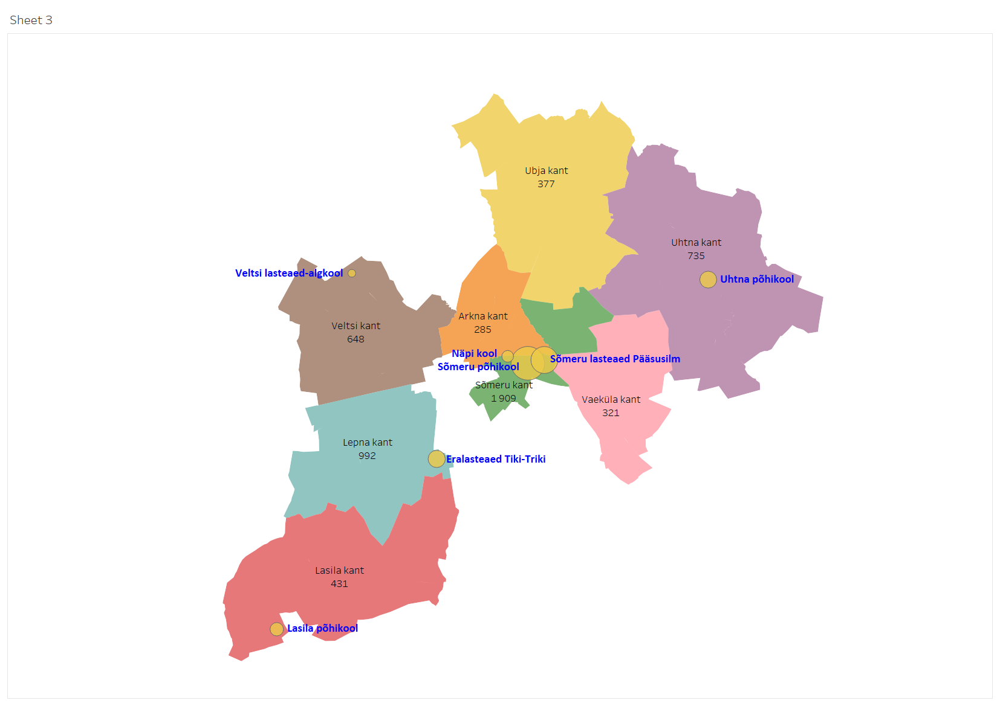 Sheet 3
Ubja kant
377
Uhtna kant
735
Veltsi lasteaed-algkool
Uhtna põhikool
Arkna kant
285
Veltsi kant
648
Näpi kool
Sõmeru lasteaed Pääsusilm
Sõmeru põhikool
Sõmeru kant
1 909
Vaeküla kant
321
Lepna kant
992
Eralasteaed Tiki-Triki
Lasila kant
431
Lasila põhikool